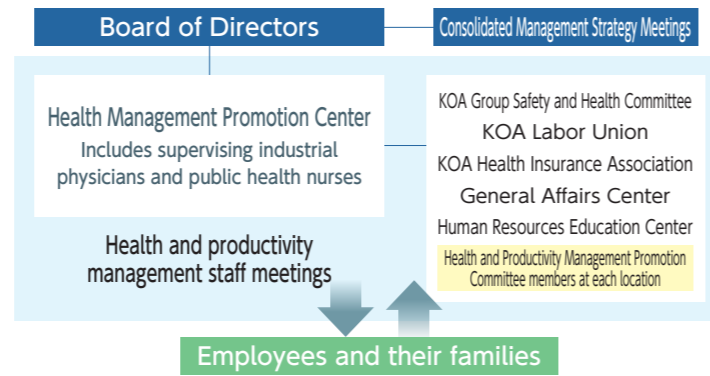 Board of Directors
Consolidated Management Strategy Meetings
Health Management Promotion Center
Includes supervising industrial
physicians and public health nurses
Health and productivity
management staff meetings
KOA Group Safety and Health Committee
KOA Labor Union
KOA Health Insurance Association
General Affairs Center
Human Resources Education Center
Health and Productivity Management Promotion
Committee members at each location
Employees and their families